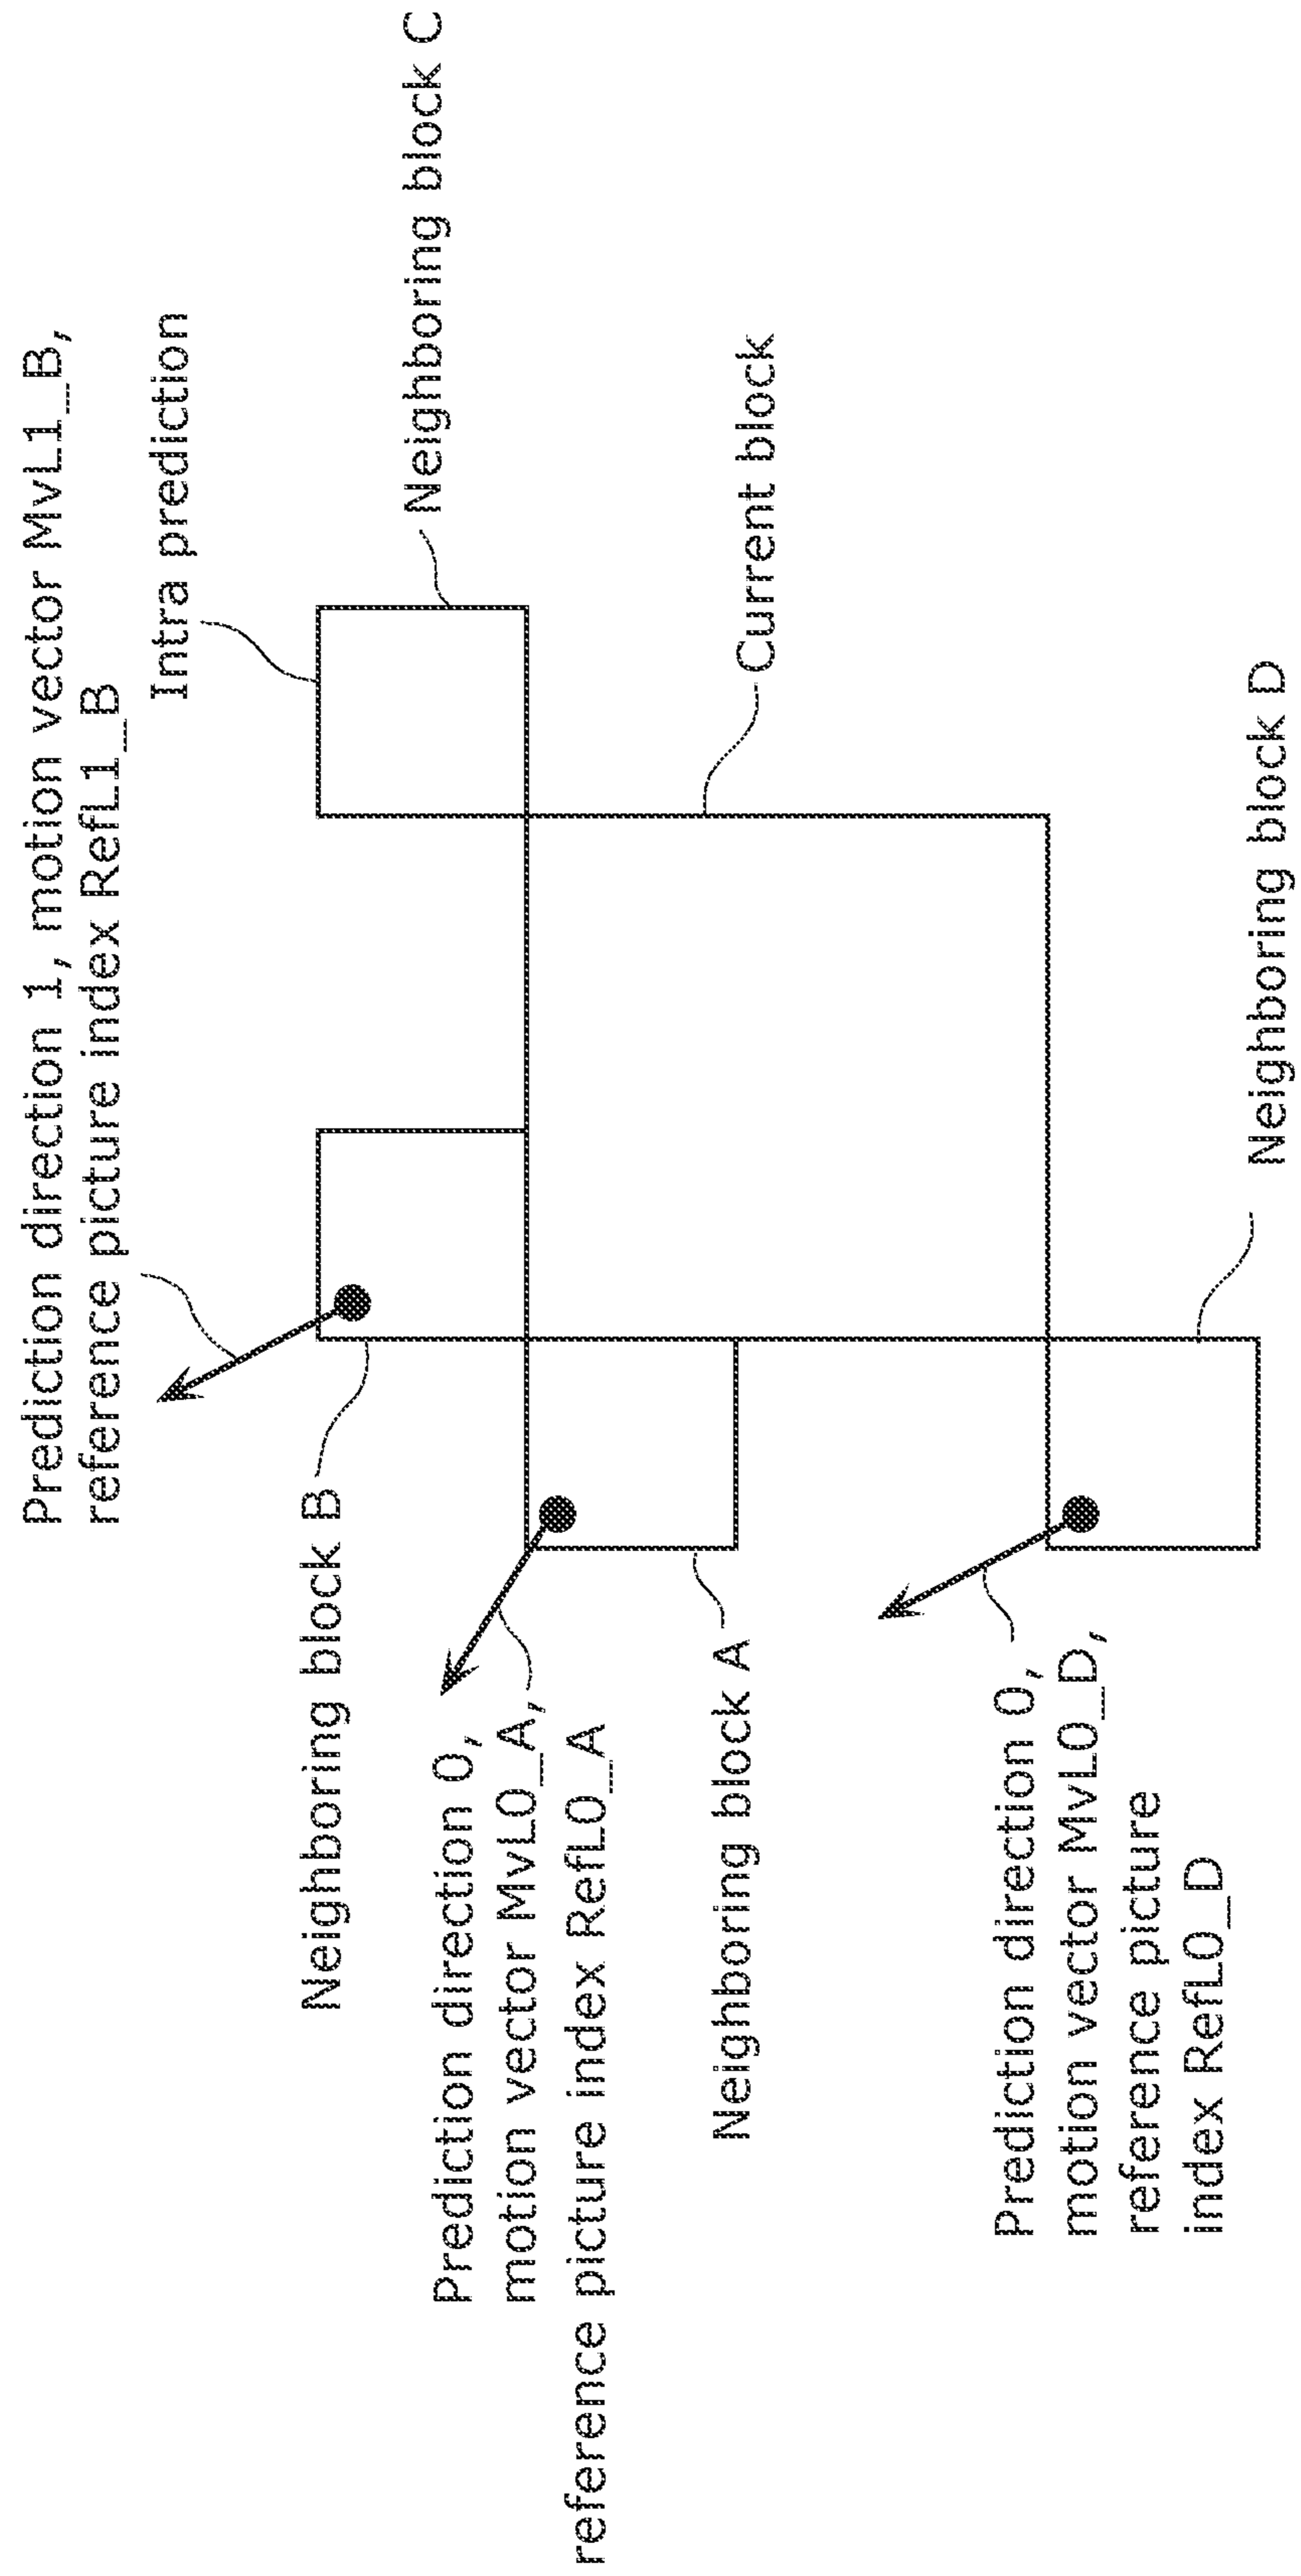 Prediction direction 1, motion vector MvL1_B,
reference picture index RefL1_B
Intra prediction
Neighboring block B
Neighboring block C
Prediction direction 0,
motion vector MvL0_A,
reference picture index RefL0_A
Neighboring block A
Current block
Prediction direction 0,
motion vector MvL0_D,
reference picture
index RefL0_D
Neighboring block D